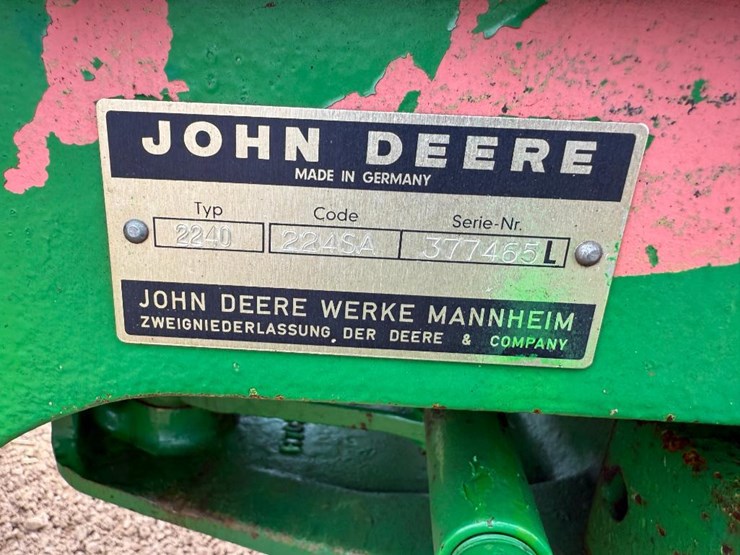 JOHN DEERE
MADE IN GERMANY
Typ Code Serie-Nr.
2240 224SA 377465L
JOHN DEERE WERKE MANNHEIM
ZWEIGNIEDERLASSUNG DER DEERE & COMPANY